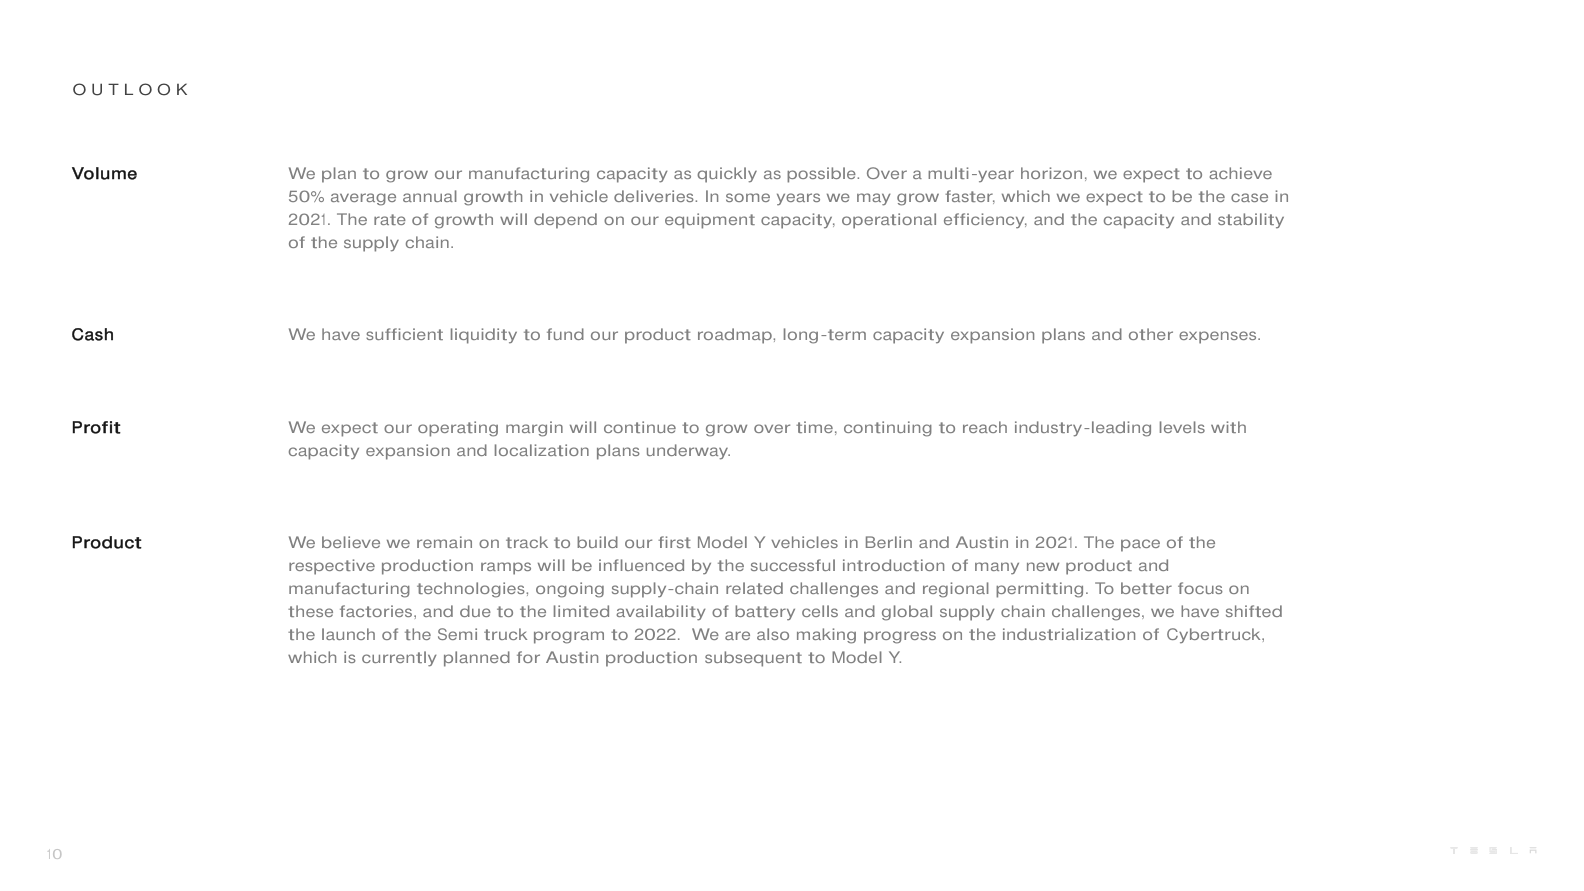 OUTLOOK
Volume
We plan to grow our manufacturing capacity as quickly as possible. Over a multi-year horizon, we expect to achieve
50% average annual growth in vehicle deliveries. In some years we may grow faster, which we expect to be the case in
2021. The rate of growth will depend on our equipment capacity, operational efficiency, and the capacity and stability
of the supply chain.
Cash
We have sufficient liquidity to fund our product roadmap, long-term capacity expansion plans and other expenses.
Profit
We expect our operating margin will continue to grow over time, continuing to reach industry-leading levels with
capacity expansion and localization plans underway.
Product
We believe we remain on track to build our first Model Y vehicles in Berlin and Austin in 2021. The pace of the
respective production ramps will be influenced by the successful introduction of many new product and
manufacturing technologies, ongoing supply-chain related challenges and regional permitting. To better focus on
these factories, and due to the limited availability of battery cells and global supply chain challenges, we have shifted
the launch of the Semi truck program to 2022.  We are also making progress on the industrialization of Cybertruck,
which is currently planned for Austin production subsequent to Model Y.
10
TESLA